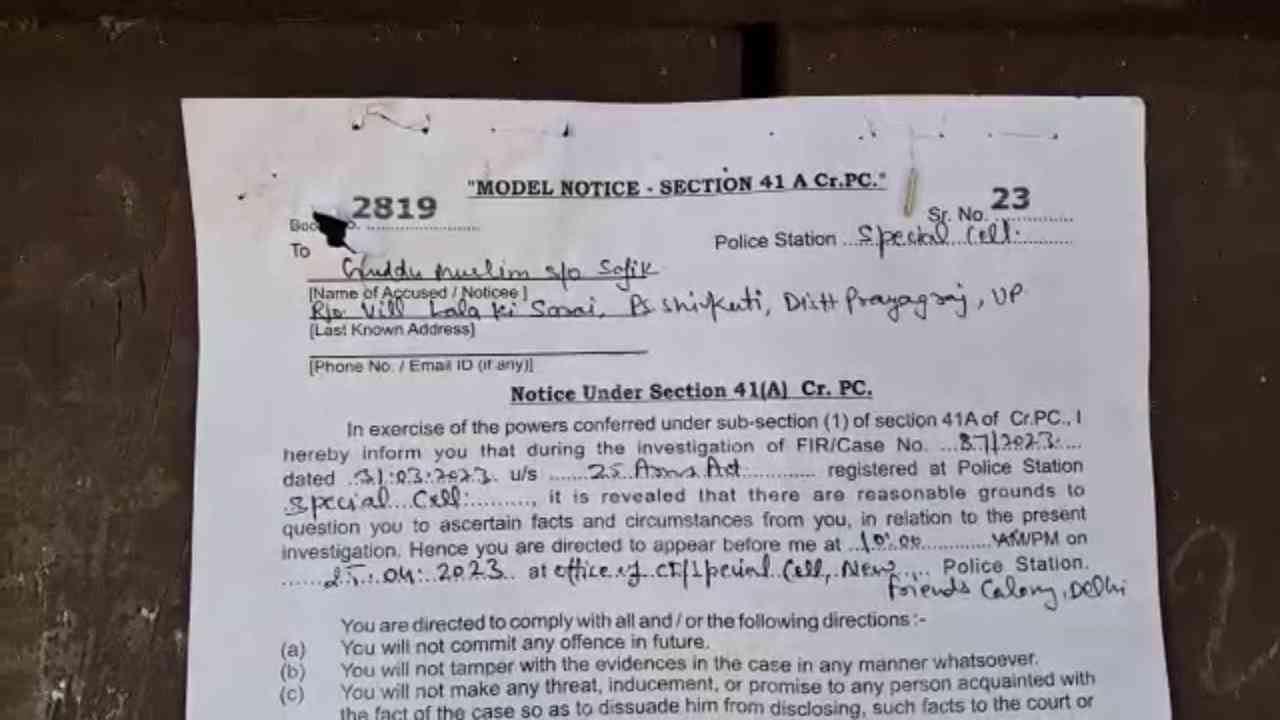 "MODEL NOTICE - SECTION 41 A Cr.PC."
2819
23
Sr. No. ............
Police Station ...Special Cell.............
To
Guddu Muslim s/o Sofik
[Name of Accused / Noticee ]
R/o Vill Lala ki Sarai, PS Shivkuti, Distt Prayagraj, UP
[Last Known Address]
[Phone No. / Email ID (if any)]
Notice Under Section 41(A) Cr. PC.
In exercise of the powers conferred under sub-section (1) of section 41A of Cr.PC., I
hereby inform you that during the investigation of FIR/Case No. ...87/2023....
dated .31.03.2023. u/s .......25 Arms Act............. registered at Police Station
.Special...Cell.........., it is revealed that there are reasonable grounds to
question you to ascertain facts and circumstances from you, in relation to the present
investigation. Hence you are directed to appear before me at ..10:00............AM/PM on
......25.04.2023.. at office of CI/Special Cell, New.... Police Station.
Friends Colony, Delhi
You are directed to comply with all and / or the following directions :-
(a) You will not commit any offence in future.
(b) You will not tamper with the evidences in the case in any manner whatsoever.
(c) You will not make any threat, inducement, or promise to any person acquainted with
the fact of the case so as to dissuade him from disclosing, such facts to the court or